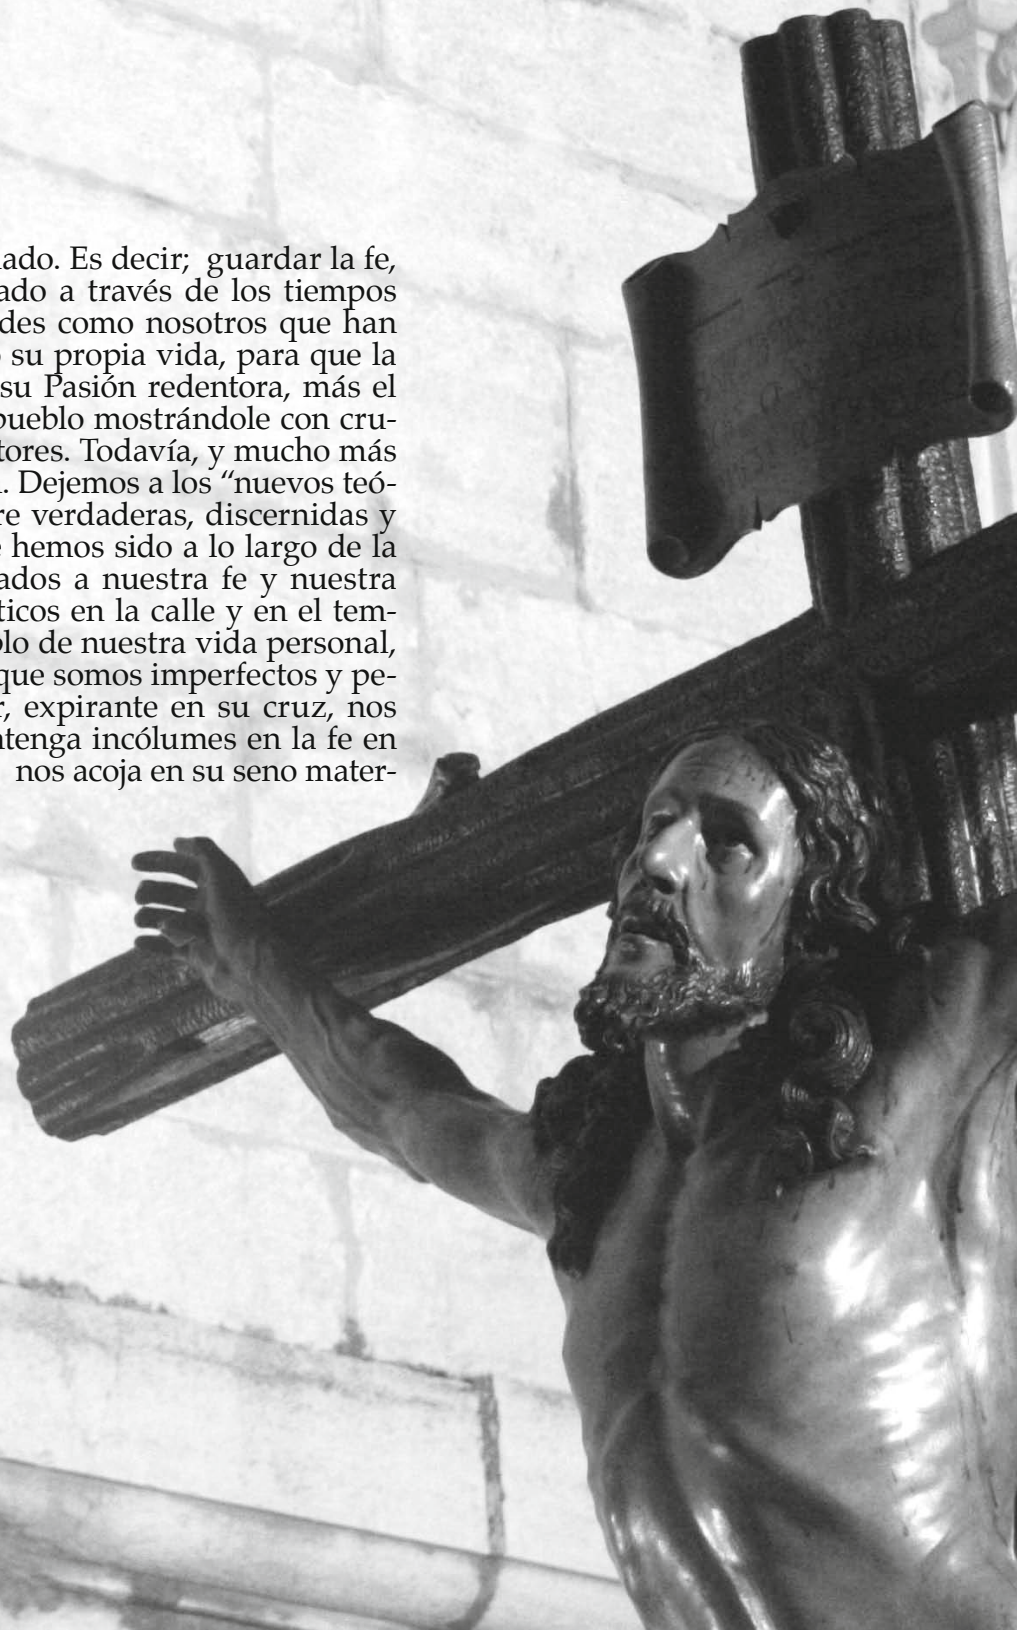 ado. Es decir;  guardar la fe,
ado a través de los tiempos
des como nosotros que han
su propia vida, para que la
su Pasión redentora, más el
pueblo mostrándole con cru-
tores. Todavía, y mucho más
. Dejemos a los “nuevos teó-
re verdaderas, discernidas y
e hemos sido a lo largo de la
ados a nuestra fe y nuestra
ticos en la calle y en el tem-
plo de nuestra vida personal,
que somos imperfectos y pe-
r, expirante en su cruz, nos
ntenga incólumes en la fe en
nos acoja en su seno mater-